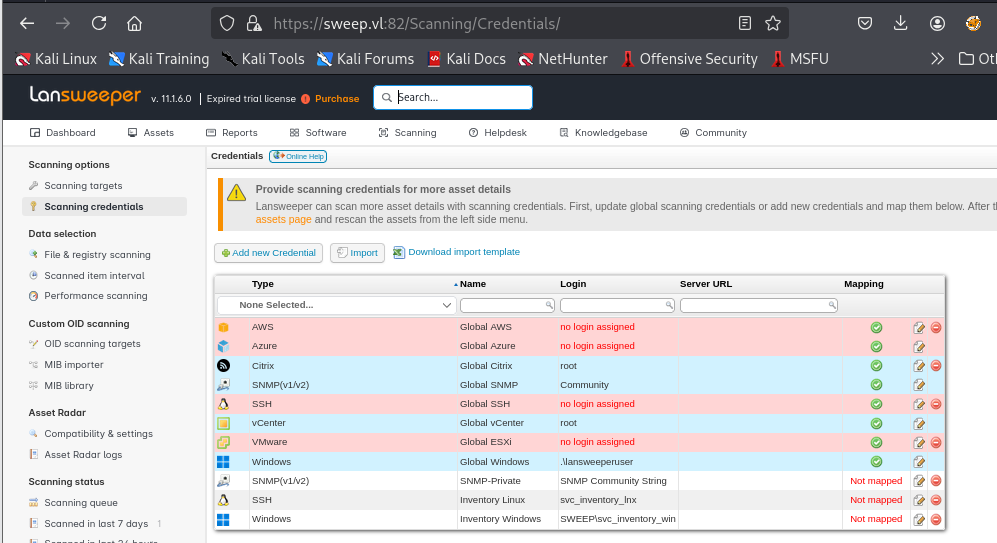 https://sweep.vl:82/Scanning/Credentials/
Kali Linux Kali Training Kali Tools Kali Forums Kali Docs NetHunter Offensive Security MSFU
Lansweeper v. 11.1.6.0 | Expired trial license Purchase Search...
Dashboard Assets Reports Software Scanning Helpdesk Knowledgebase Community
Scanning options
Scanning targets
Scanning credentials
Data selection
File & registry scanning
Scanned item interval
Performance scanning
Custom OID scanning
OID scanning targets
MIB importer
MIB library
Asset Radar
Compatibility & settings
Asset Radar logs
Scanning status
Scanning queue
Scanned in last 7 days 1
Scanned in last 24 hours
Credentials Online Help
Provide scanning credentials for more asset details
Lansweeper can scan more asset details with scanning credentials. First, update global scanning credentials or add new credentials and map them below. After
assets page and rescan the assets from the left side menu.
Add new Credential Import Download import template
Type Name Login Server URL Mapping
None Selected...
AWS Global AWS no login assigned
Azure Global Azure no login assigned
Citrix Global Citrix root
SNMP(v1/v2) Global SNMP Community
SSH Global SSH no login assigned
vCenter Global vCenter root
VMware Global ESXi no login assigned
Windows Global Windows .\lansweeperuser
SNMP(v1/v2) SNMP-Private SNMP Community String Not mapped
SSH Inventory Linux svc_inventory_lnx Not mapped
Windows Inventory Windows SWEEP\svc_inventory_win Not mapped